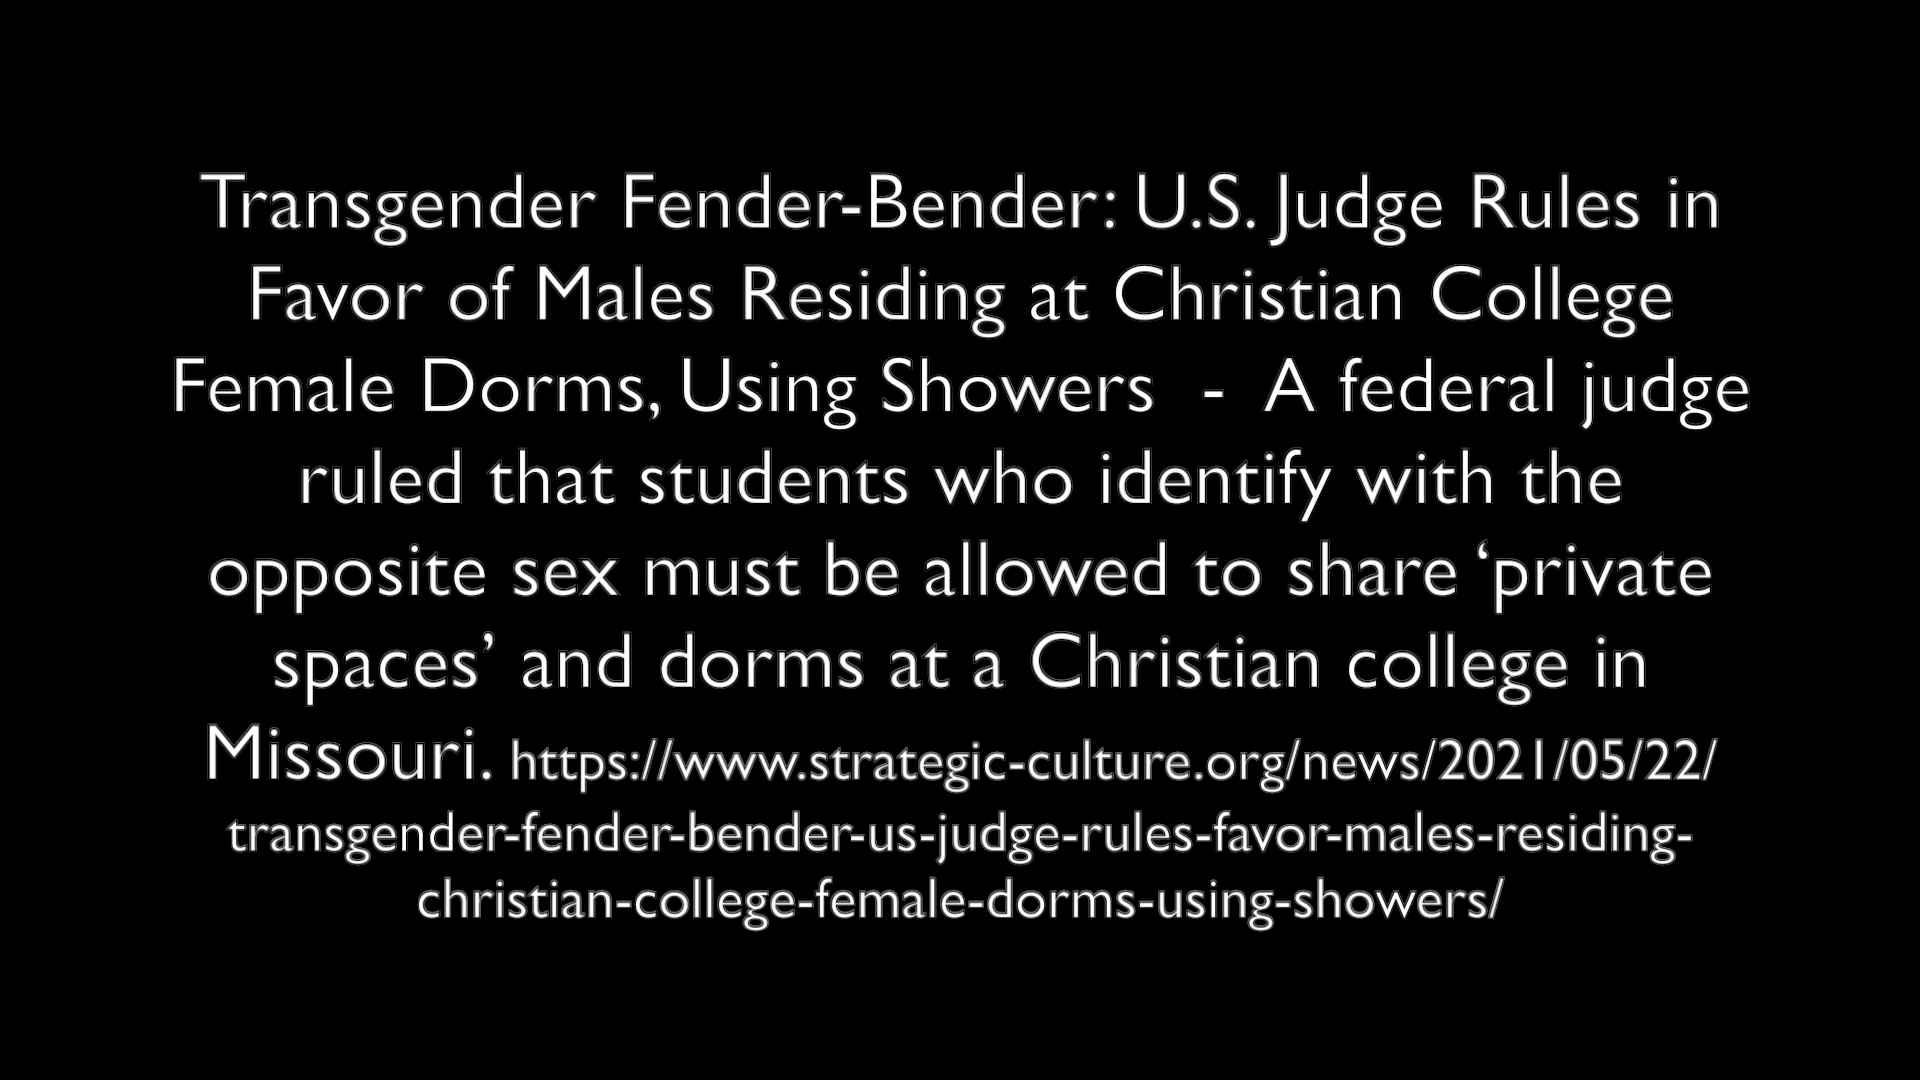 Transgender Fender-Bender: U.S. Judge Rules in
Favor of Males Residing at Christian College
Female Dorms, Using Showers  -  A federal judge
ruled that students who identify with the
opposite sex must be allowed to share ‘private
spaces’ and dorms at a Christian college in
Missouri. https://www.strategic-culture.org/news/2021/05/22/
transgender-fender-bender-us-judge-rules-favor-males-residing-
christian-college-female-dorms-using-showers/